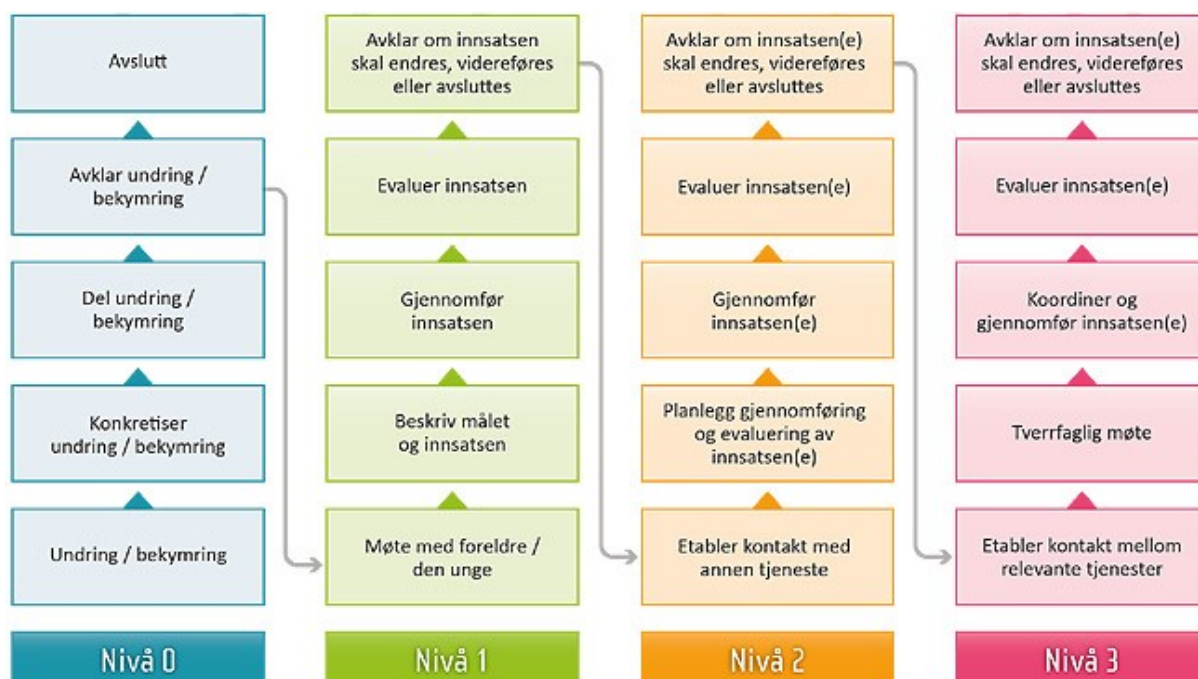 Avslutt
Avklar undring /
bekymring
Del undring /
bekymring
Konkretiser
undring / bekymring
Undring / bekymring
Nivå 0
Avklar om innsatsen
skal endres, videreføres
eller avsluttes
Evaluer innsatsen
Gjennomfør
innsatsen
Beskriv målet
og innsatsen
Møte med foreldre /
den unge
Nivå 1
Avklar om innsatsen(e)
skal endres, videreføres
eller avsluttes
Evaluer innsatsen(e)
Gjennomfør
innsatsen(e)
Planlegg gjennomføring
og evaluering av
innsatsen(e)
Etabler kontakt med
annen tjeneste
Nivå 2
Avklar om innsatsen(e)
skal endres, videreføres
eller avsluttes
Evaluer innsatsen(e)
Koordiner og
gjennomfør innsatsen(e)
Tverrfaglig møte
Etabler kontakt mellom
relevante tjenester
Nivå 3